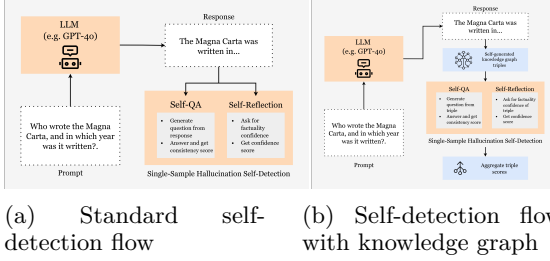 Response
LLM
(e.g. GPT-4o)
The Magna Carta was
written in...
Self-QA
Self-Reflection
• Generate
question from
response
• Answer and get
consistency score
• Ask for
factuality
confidence
• Get confidence
score
Who wrote the Magna
Carta, and in which year
was it written?.
Prompt
Single-Sample Hallucination Self-Detection
Response
LLM
(e.g. GPT-4o)
The Magna Carta was
written in...
Self-generated
knowledge graph
triples
Self-QA
Self-Reflection
• Generate
question from
triple
• Answer and get
consistency score
• Ask for factuality
confidence of
triple
• Get confidence
score
Who wrote the Magna
Carta, and in which year
was it written?.
Prompt
Single-Sample Hallucination Self-Detection
Aggregate triple
scores
(a) Standard self-
detection flow
(b) Self-detection flow
with knowledge graph